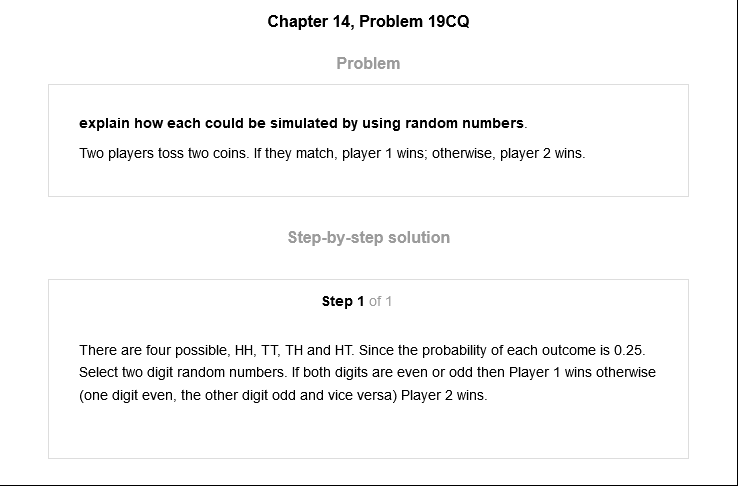 Chapter 14, Problem 19CQ
Problem
explain how each could be simulated by using random numbers.
Two players toss two coins. If they match, player 1 wins; otherwise, player 2 wins.
Step-by-step solution
Step 1 of 1
There are four possible, HH, TT, TH and HT. Since the probability of each outcome is 0.25.
Select two digit random numbers. If both digits are even or odd then Player 1 wins otherwise
(one digit even, the other digit odd and vice versa) Player 2 wins.